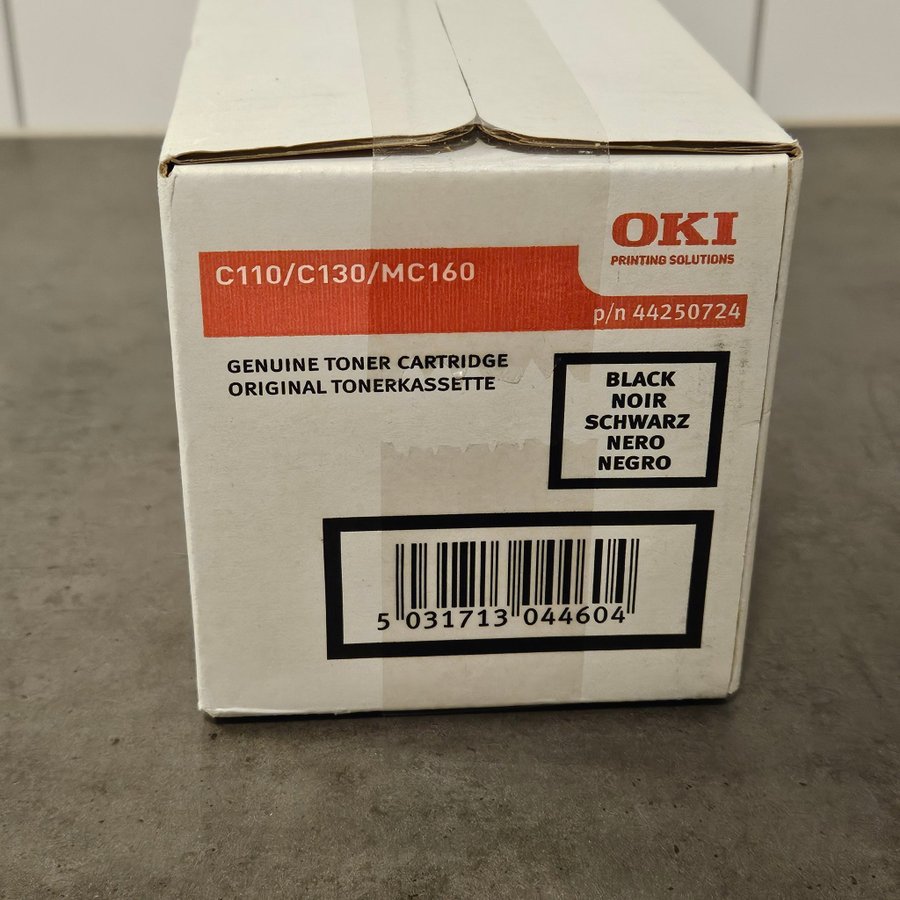 OKI
PRINTING SOLUTIONS
C110/C130/MC160
p/n 44250724
GENUINE TONER CARTRIDGE
ORIGINAL TONERKASSETTE
BLACK
NOIR
SCHWARZ
NERO
NEGRO
5 031713 044604